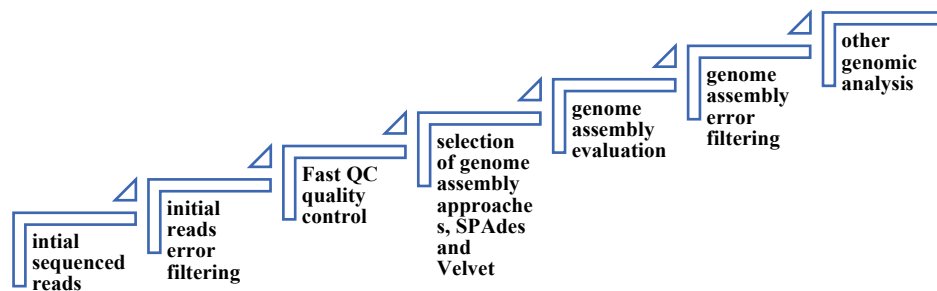 intial
sequenced
reads
initial
reads
error
filtering
Fast QC
quality
control
selection
of genome
assembly
approache
s, SPAdes
and
Velvet
genome
assembly
evaluation
genome
assembly
error
filtering
other
genomic
analysis